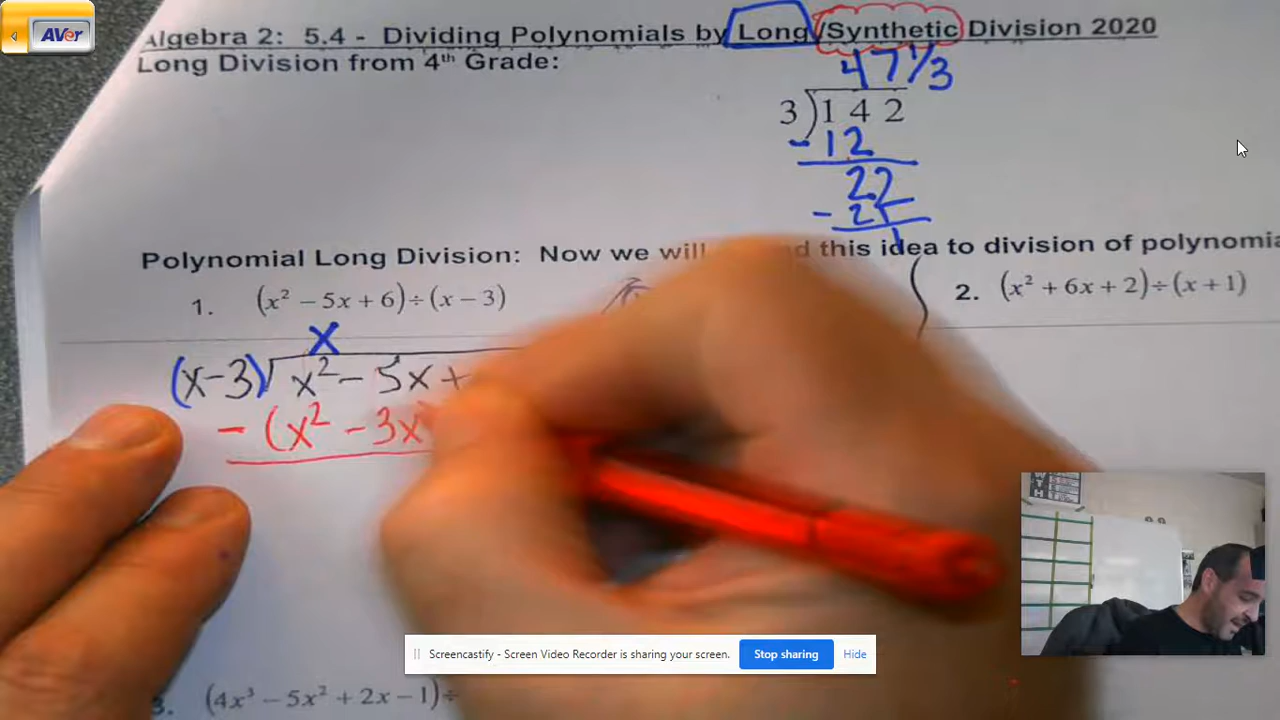 AVer
Algebra 2: 5.4 - Dividing Polynomials by Long/Synthetic Division 2020
Long Division from 4th Grade:
47 1/3
3)142
-12
22
-21
1
Polynomial Long Division: Now we will this idea to division of
1. (x² − 5x + 6) ÷ (x − 3)
2. (x² + 6x + 2) ÷ (x + 1)
x
(x-3) x² - 5x +
- (x² - 3x
Screencastify - Screen Video Recorder is sharing your screen.
Stop sharing
Hide
3. (4x³ − 5x² + 2x − 1) ÷